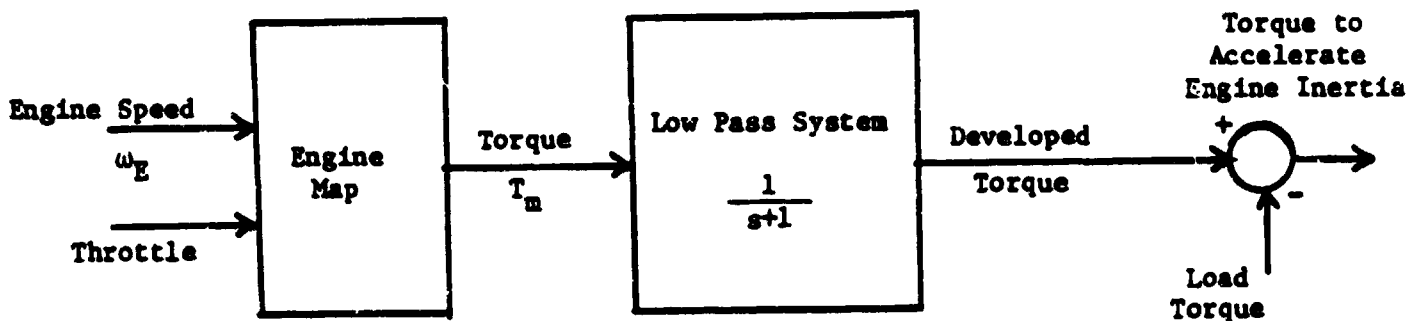 Engine Speed
ω_E
Throttle
Engine
Map
Torque
T_m
Low Pass System
1
s+1
Developed
Torque
Torque to
Accelerate
Engine Inertia
+
-
Load
Torque